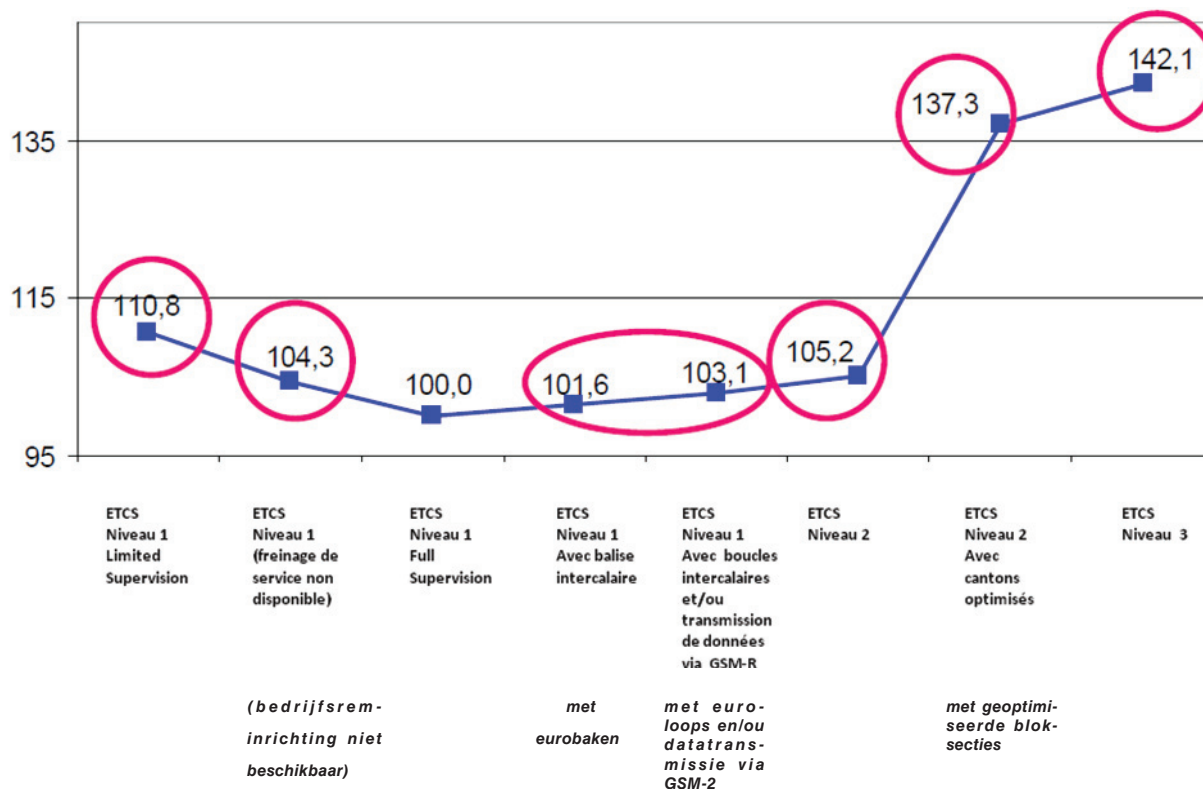 142,1
137,3
135
115
110,8
104,3
100,0
101,6
103,1
105,2
95
ETCS
Niveau 1
Limited
Supervision
ETCS
Niveau 1
(freinage de
service non
disponible)
ETCS
Niveau 1
Full
Supervision
ETCS
Niveau 1
Avec balise
intercalaire
ETCS
Niveau 1
Avec boucles
intercalaires
et/ou
transmission
de données
via GSM-R
ETCS
Niveau 2
ETCS
Niveau 2
Avec
cantons
optimisés
ETCS
Niveau 3
(bedrijfsrem-
inrichting niet
beschikbaar)
met
eurobaken
met euro-
loops en/ou
datatrans-
missie via
GSM-2
met geoptimi-
seerde blok-
secties